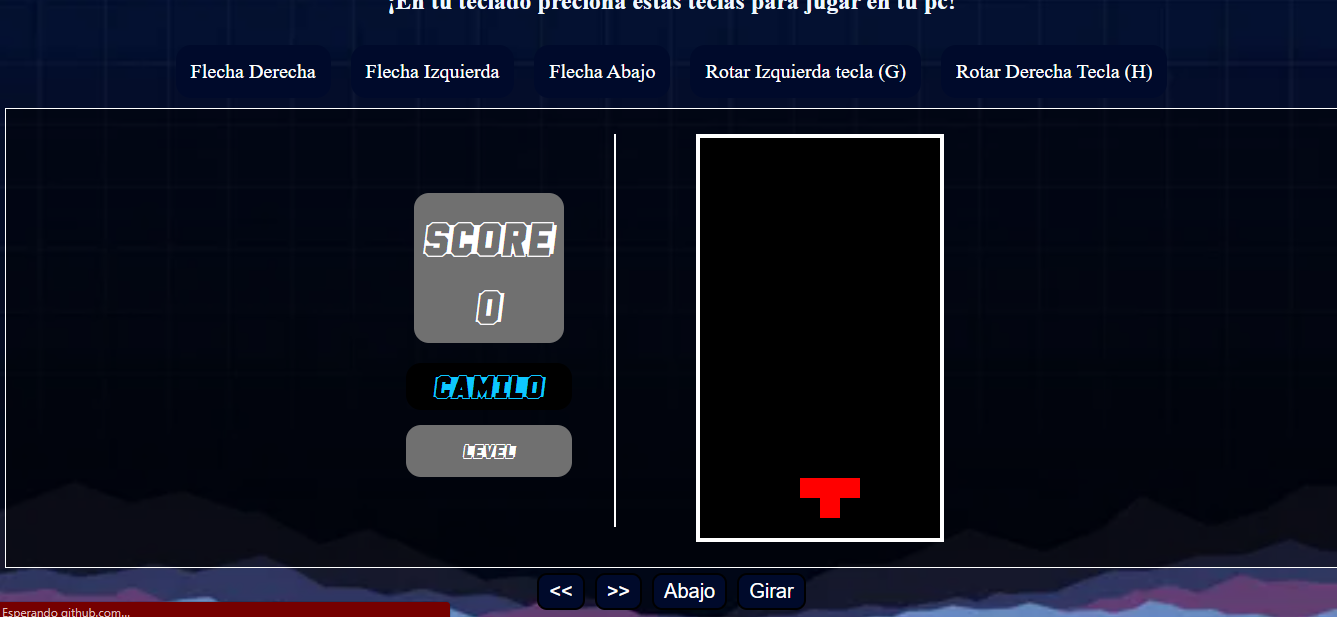 ¡En tu teclado preciona estas teclas para jugar en tu pc!
Flecha Derecha
Flecha Izquierda
Flecha Abajo
Rotar Izquierda tecla (G)
Rotar Derecha Tecla (H)
SCORE
0
CAMILO
LEVEL
<<
>>
Abajo
Girar
Esperando github.com...